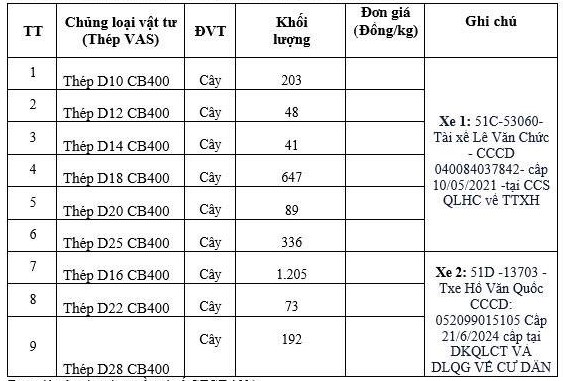 TT Chủng loại vật tư (Thép VAS) ĐVT Khối lượng Đơn giá (Đồng/kg) Ghi chú
1 Thép D10 CB400 Cây 203
2 Thép D12 CB400 Cây 48
3 Thép D14 CB400 Cây 41
4 Thép D18 CB400 Cây 647
5 Thép D20 CB400 Cây 89
6 Thép D25 CB400 Cây 336
Xe 1: 51C-53060-
Tài xế Lê Văn Chức
- CCCD
040084037842- cấp
10/05/2021 -tại CCS
QLHC về TTXH
7 Thép D16 CB400 Cây 1.205
8 Thép D22 CB400 Cây 73
9 Thép D28 CB400 Cây 192
Xe 2: 51D -13703 -
Txe Hồ Văn Quốc
CCCD:
052099015105 Cấp
21/6/2024 cấp tại
DKQLCT VÀ
DLQG VỀ CƯ DÂN